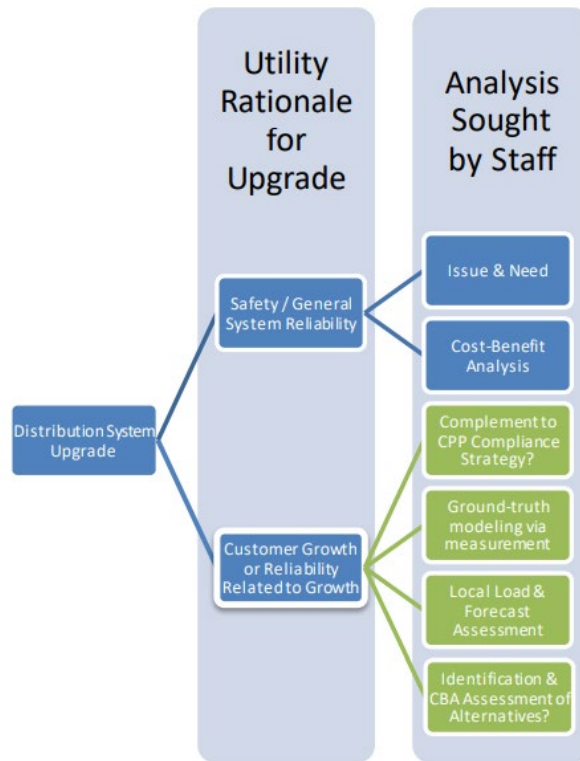 Utility
Rationale
for
Upgrade
Analysis
Sought
by Staff
Distribution System
Upgrade
Safety / General
System Reliability
Customer Growth
or Reliability
Related to Growth
Issue & Need
Cost-Benefit
Analysis
Complement to
CPP Compliance
Strategy?
Ground-truth
modeling via
measurement
Local Load &
Forecast
Assessment
Identification &
CBA Assessment of
Alternatives?